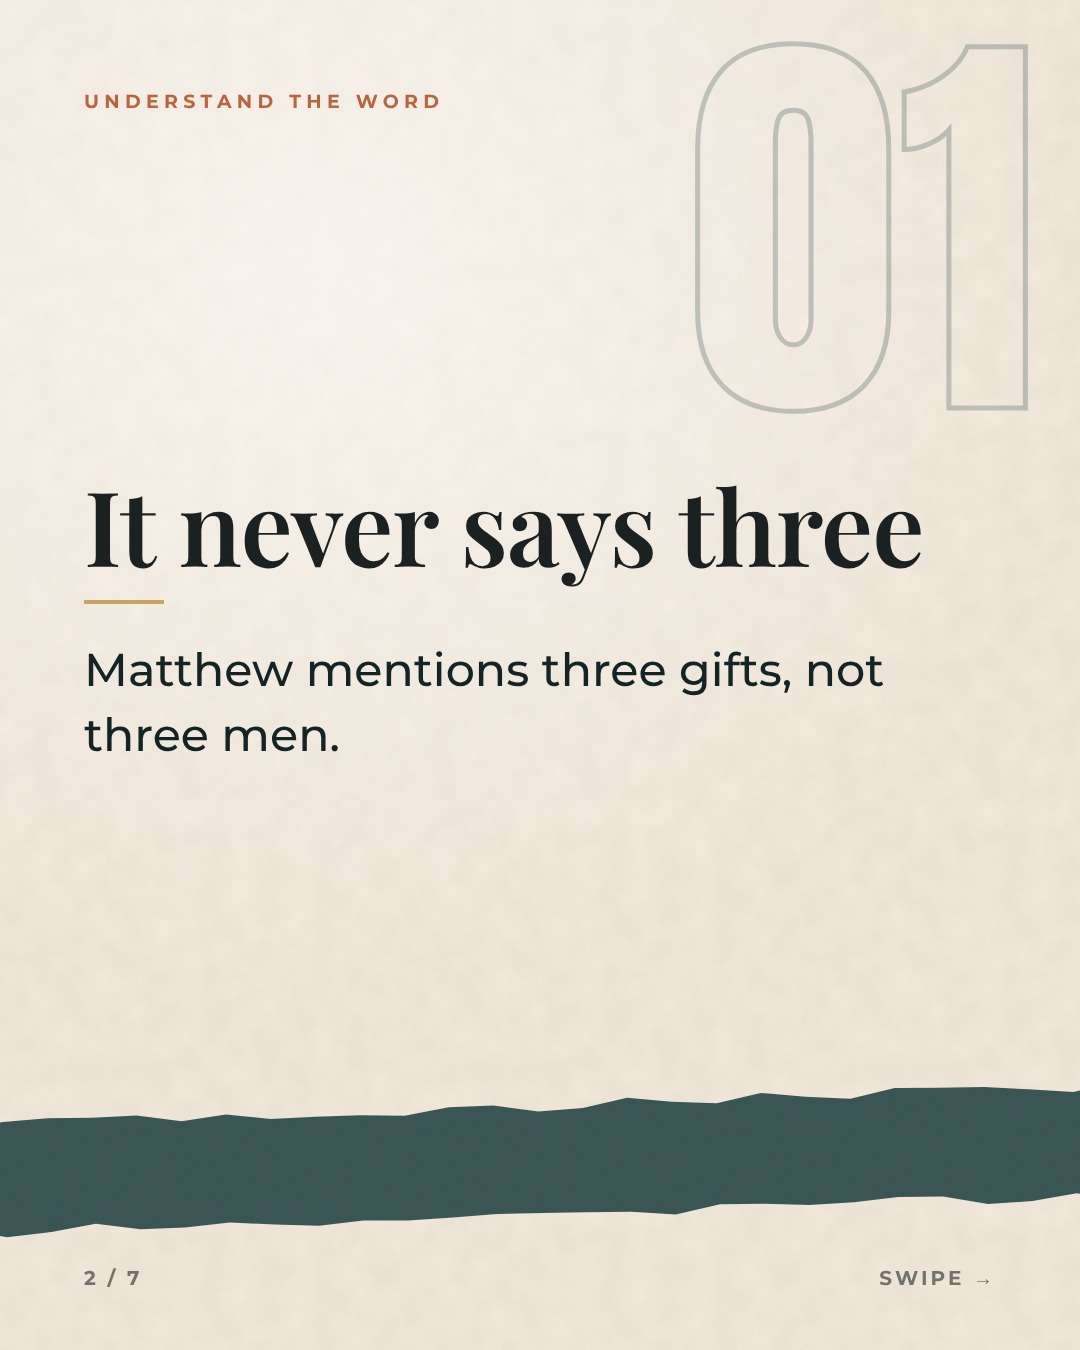 UNDERSTAND THE WORD
01
It never says three
Matthew mentions three gifts, not
three men.
2 / 7
SWIPE →